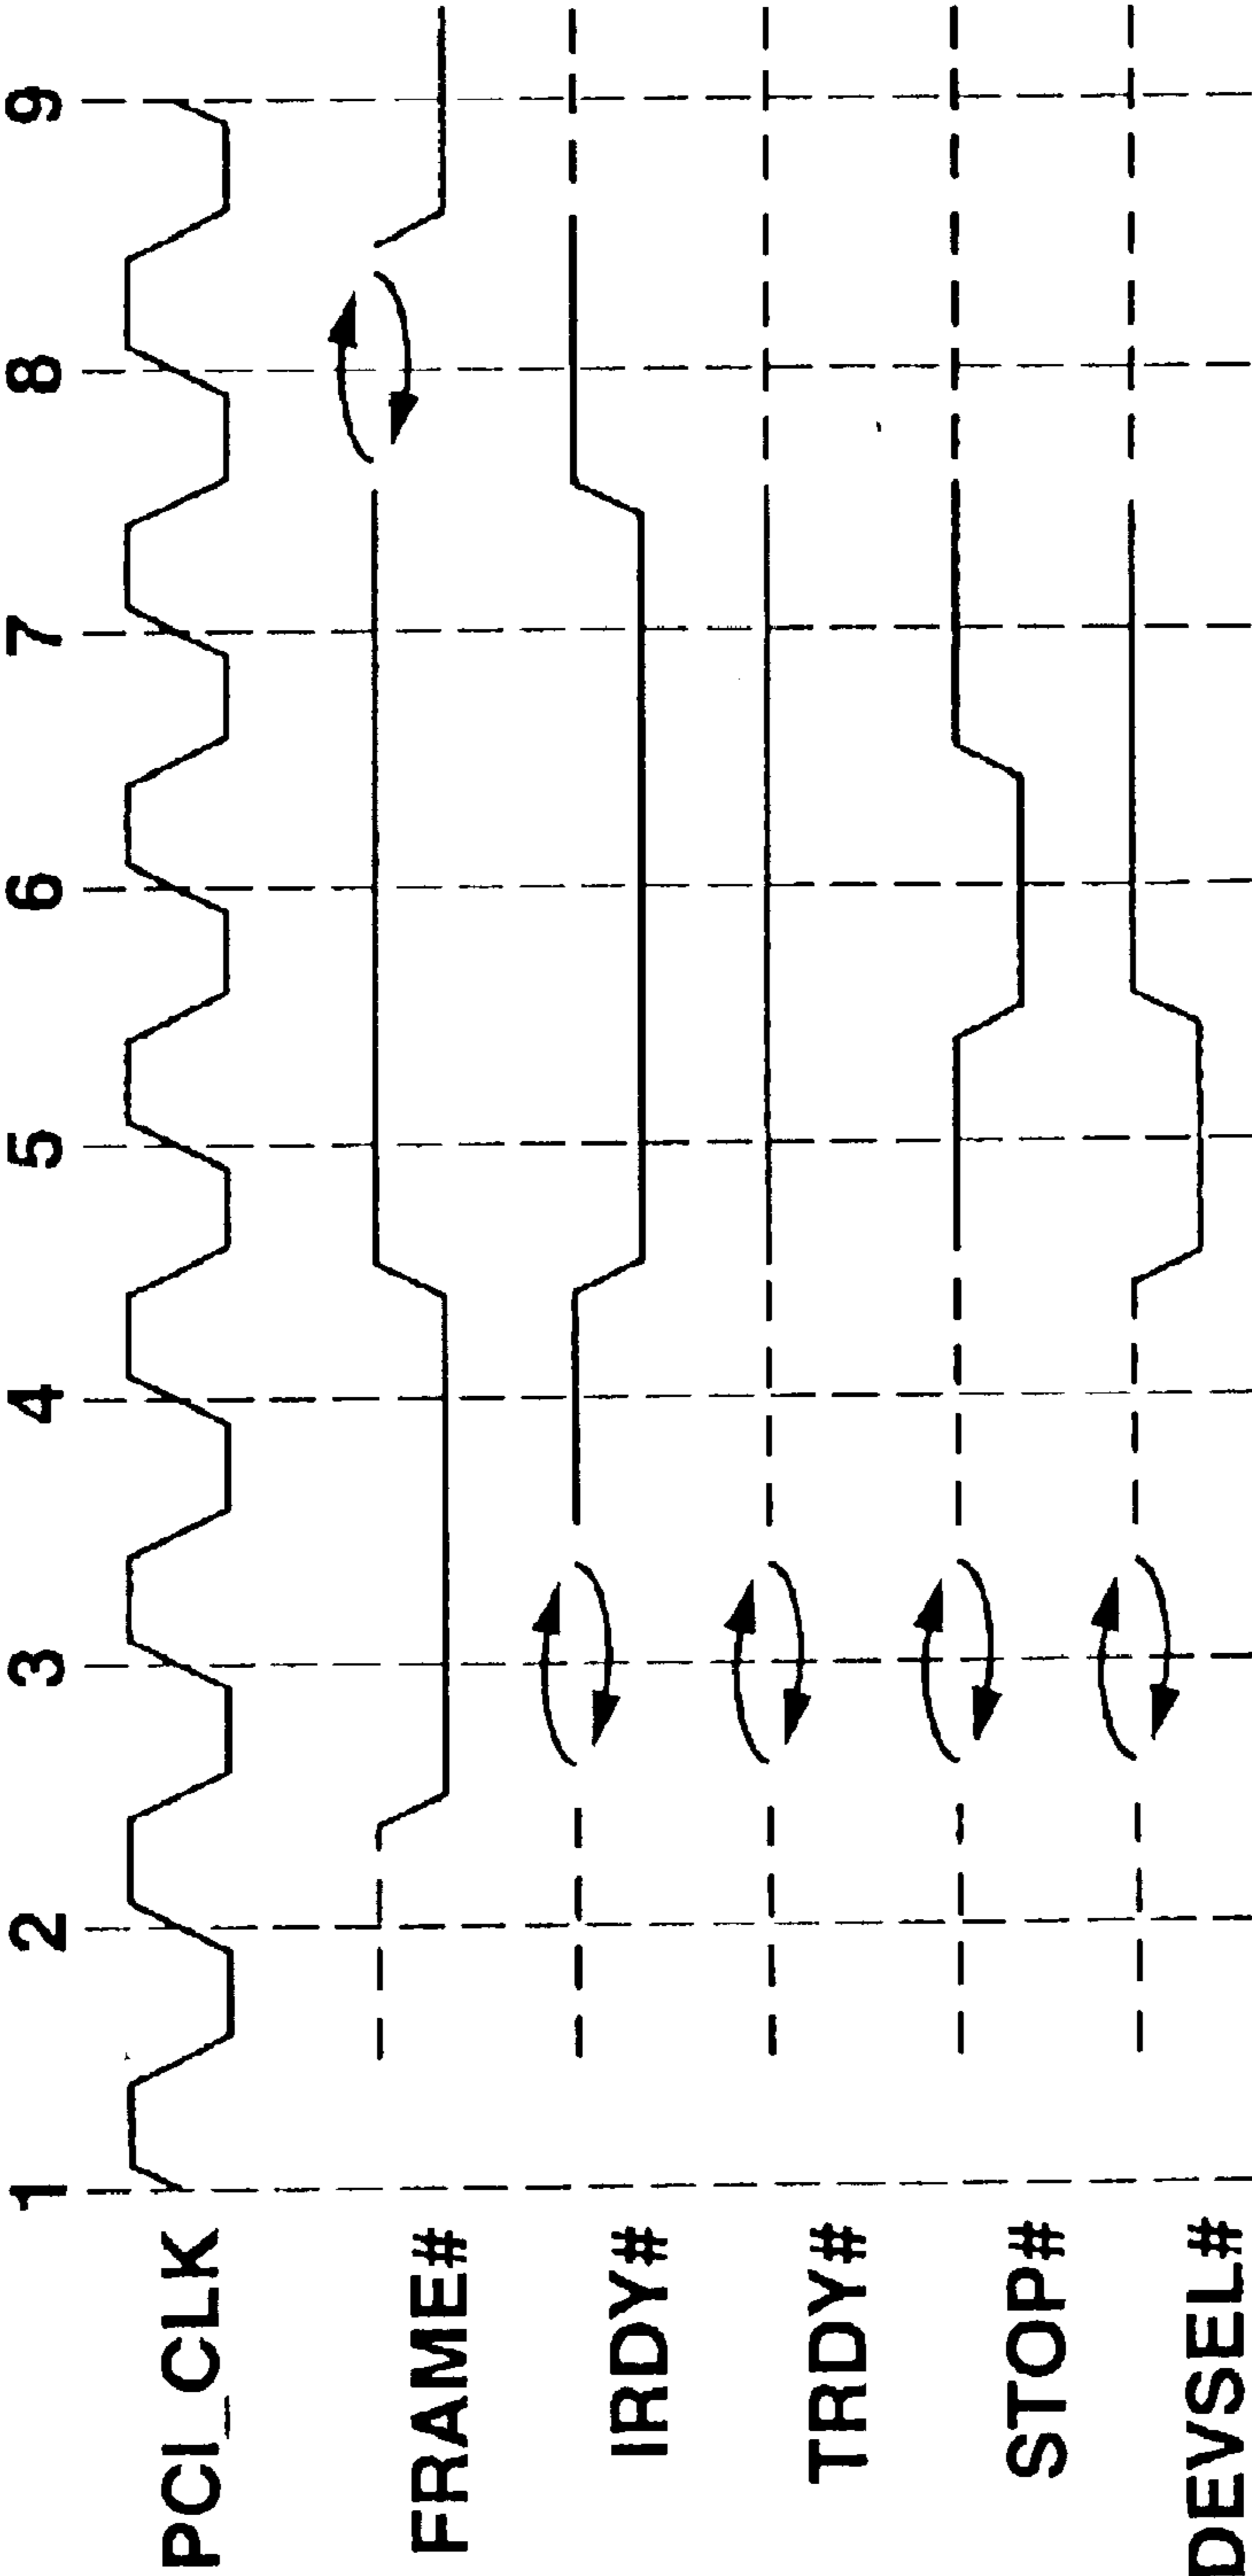 1 2 3 4 5 6 7 8 9
PCI_CLK
FRAME#
IRDY#
TRDY#
STOP#
DEVSEL#